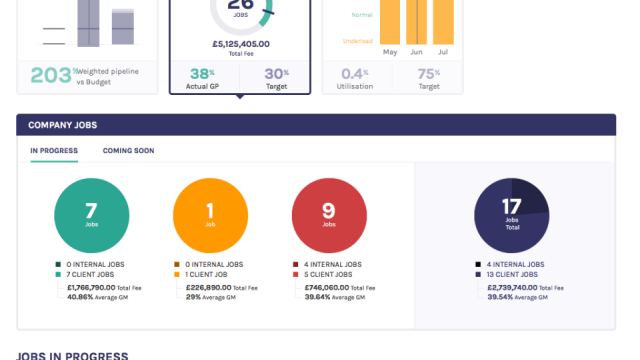 26
JOBS
£5,125,405.00
Total Fee
Normal
Underised
May Jun Jul
203% Weighted pipeline
vs Budget
38% 30%
Actual GP Target
0.4% 75%
Utilisation Target
COMPANY JOBS
IN PROGRESS COMING SOON
7
Jobs
0 INTERNAL JOBS
7 CLIENT JOBS
£1,766,790.00 Total Fee
40.86% Average GM
1
Job
0 INTERNAL JOBS
1 CLIENT JOB
£226,890.00 Total Fee
29% Average GM
9
Jobs
4 INTERNAL JOBS
5 CLIENT JOBS
£746,060.00 Total Fee
39.64% Average GM
17
Jobs
Total
4 INTERNAL JOBS
13 CLIENT JOBS
£2,739,740.00 Total Fee
39.54% Average GM
JOBS IN PROGRESS